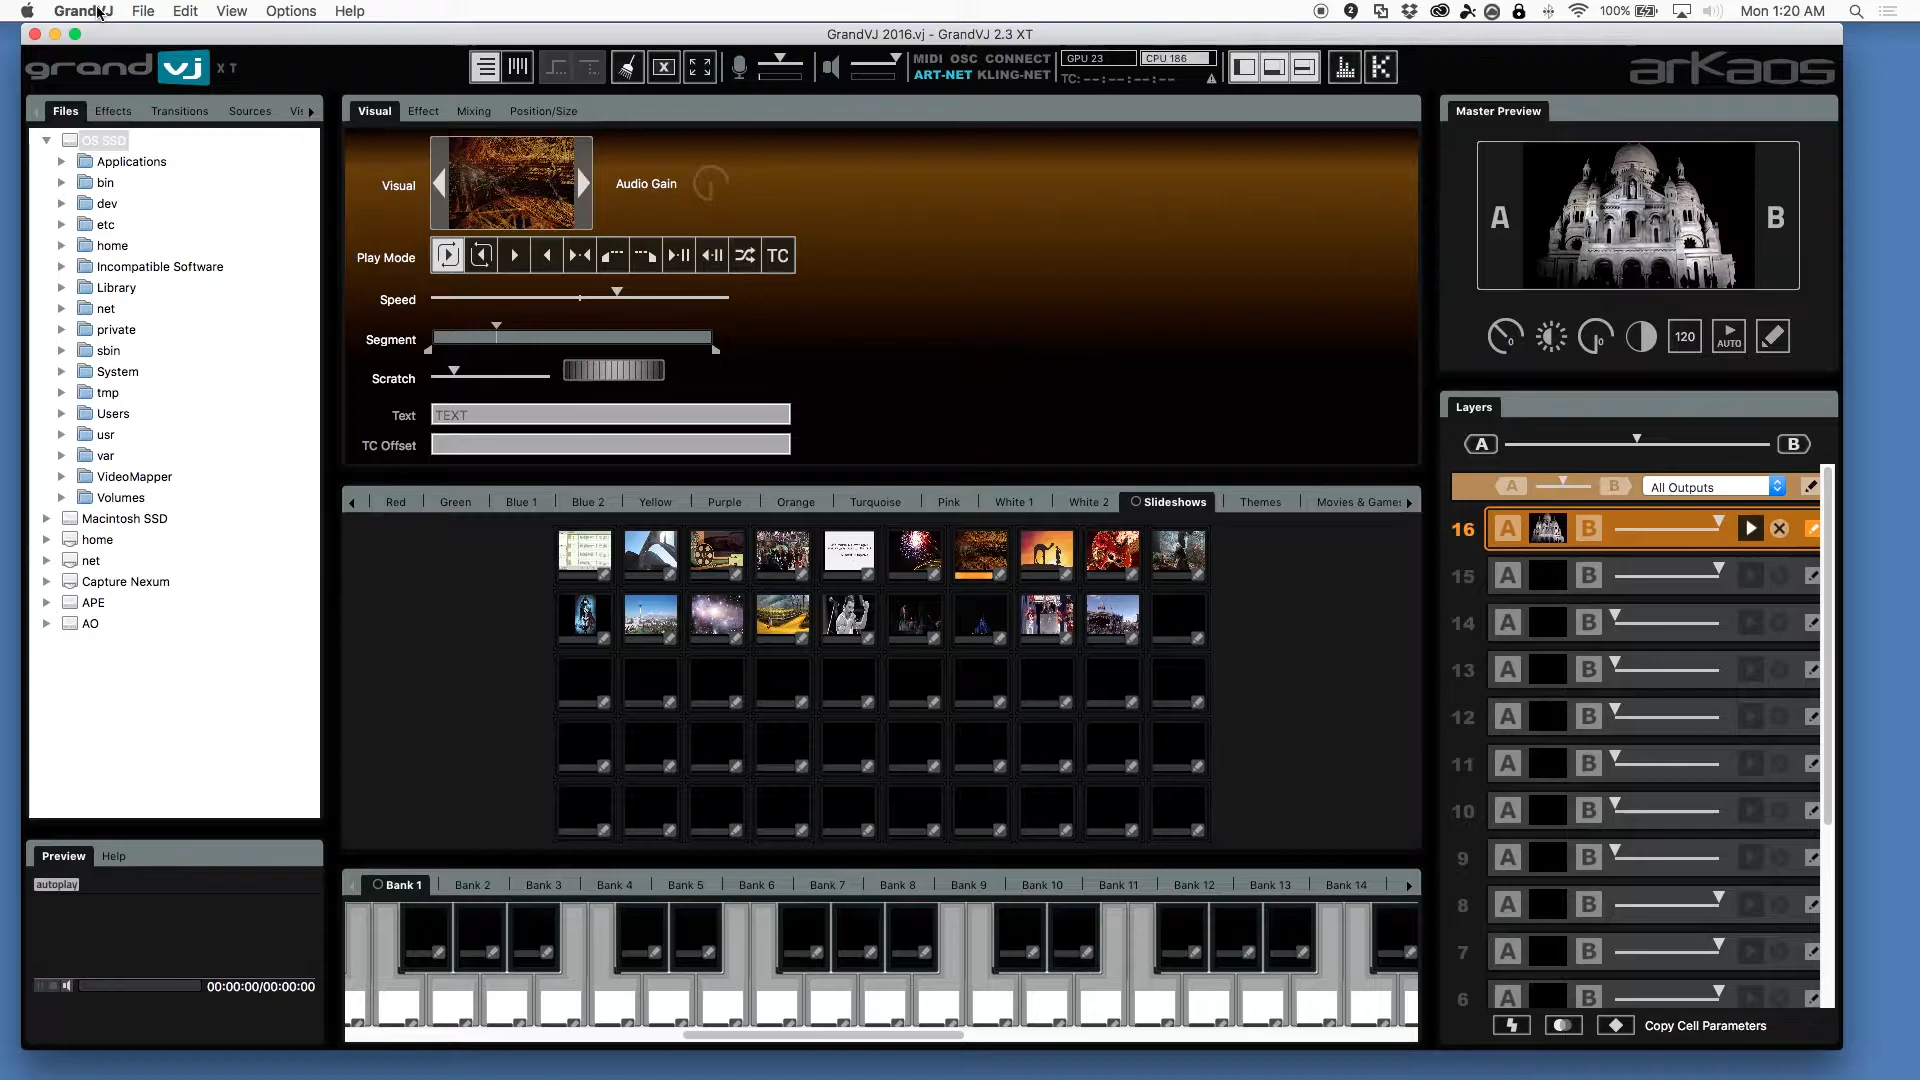 GrandVJ File Edit View Options Help 2 100% Mon 1:20 AM
GrandVJ 2016.vj - GrandVJ 2.3 XT
grand vj XT
MIDI OSC CONNECT
ART-NET KLING-NET
GPU 23 CPU 186
TC: --:--:--:--
arkaos
Files Effects Transitions Sources Vis
OS SSD
Applications
bin
dev
etc
home
Incompatible Software
Library
net
private
sbin
System
tmp
Users
usr
var
VideoMapper
Volumes
Macintosh SSD
home
net
Capture Nexum
APE
AO
Preview Help
autoplay
00:00:00/00:00:00
Visual Effect Mixing Position/Size
Visual
Audio Gain
Play Mode TC
Speed
Segment
Scratch
Text TEXT
TC Offset
Red Green Blue 1 Blue 2 Yellow Purple Orange Turquoise Pink White 1 White 2 Slideshows Themes Movies & Games
Bank 1 Bank 2 Bank 3 Bank 4 Bank 5 Bank 6 Bank 7 Bank 8 Bank 9 Bank 10 Bank 11 Bank 12 Bank 13 Bank 14
Master Preview
A B
0 0 120 AUTO
Layers
A B
A B All Outputs
16 A B
15 A B
14 A B
13 A B
12 A B
11 A B
10 A B
9 A B
8 A B
7 A B
6 A B
Copy Cell Parameters